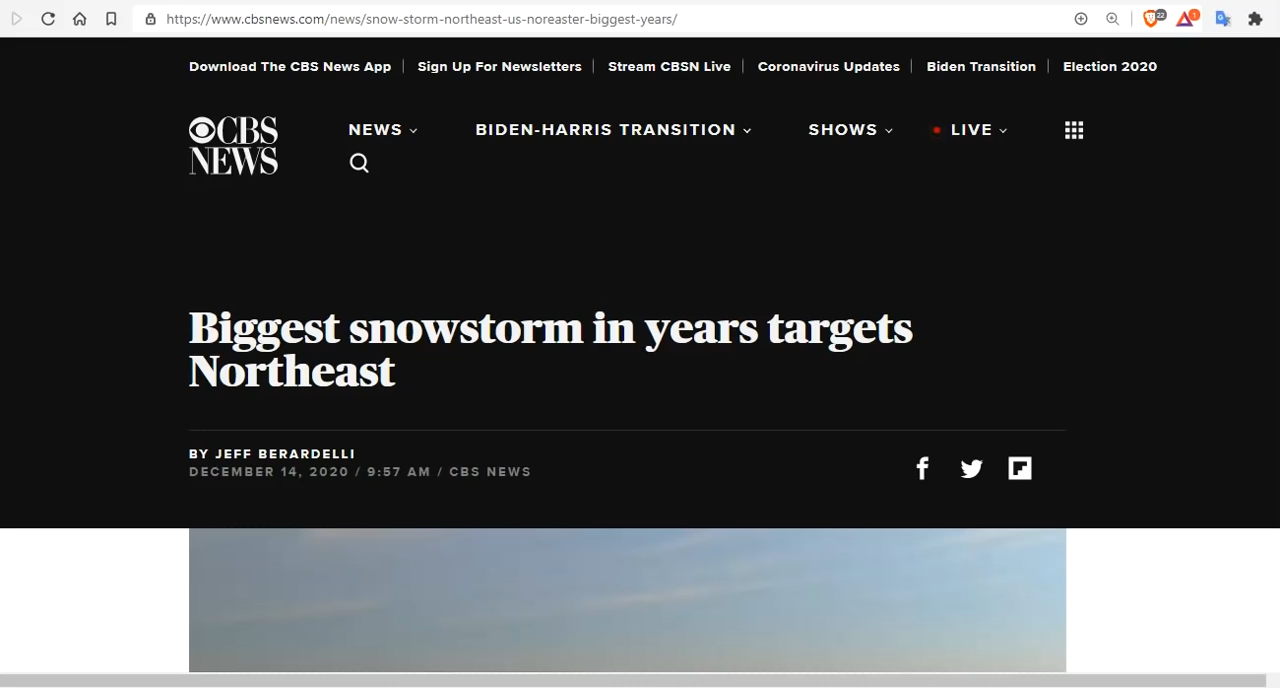 https://www.cbsnews.com/news/snow-storm-northeast-us-noreaster-biggest-years/
22
1
Download The CBS News App | Sign Up For Newsletters | Stream CBSN Live | Coronavirus Updates | Biden Transition | Election 2020
CBS NEWS
NEWS BIDEN-HARRIS TRANSITION SHOWS LIVE
Biggest snowstorm in years targets
Northeast
BY JEFF BERARDELLI
DECEMBER 14, 2020 / 9:57 AM / CBS NEWS